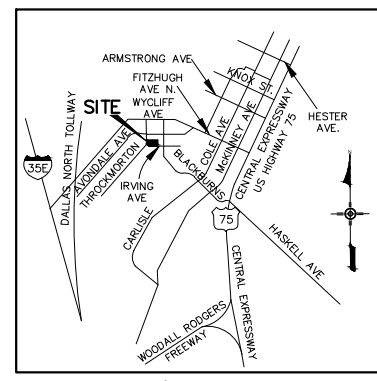 ARMSTRONG AVE
KNOX ST.
FITZHUGH
AVE N.
WYCLIFF
AVE
SITE
HESTER
AVE.
COLE AVE
McKINNEY AVE
CENTRAL EXPRESSWAY
US HIGHWAY 75
DALLAS NORTH TOLLWAY
35E
AVONDALE AVE
THROCKMORTON
IRVING
AVE
BLACKBURNS
CARLISLE
75
HASKELL AVE
CENTRAL EXPRESSWAY
WOODALL RODGERS
FREEWAY